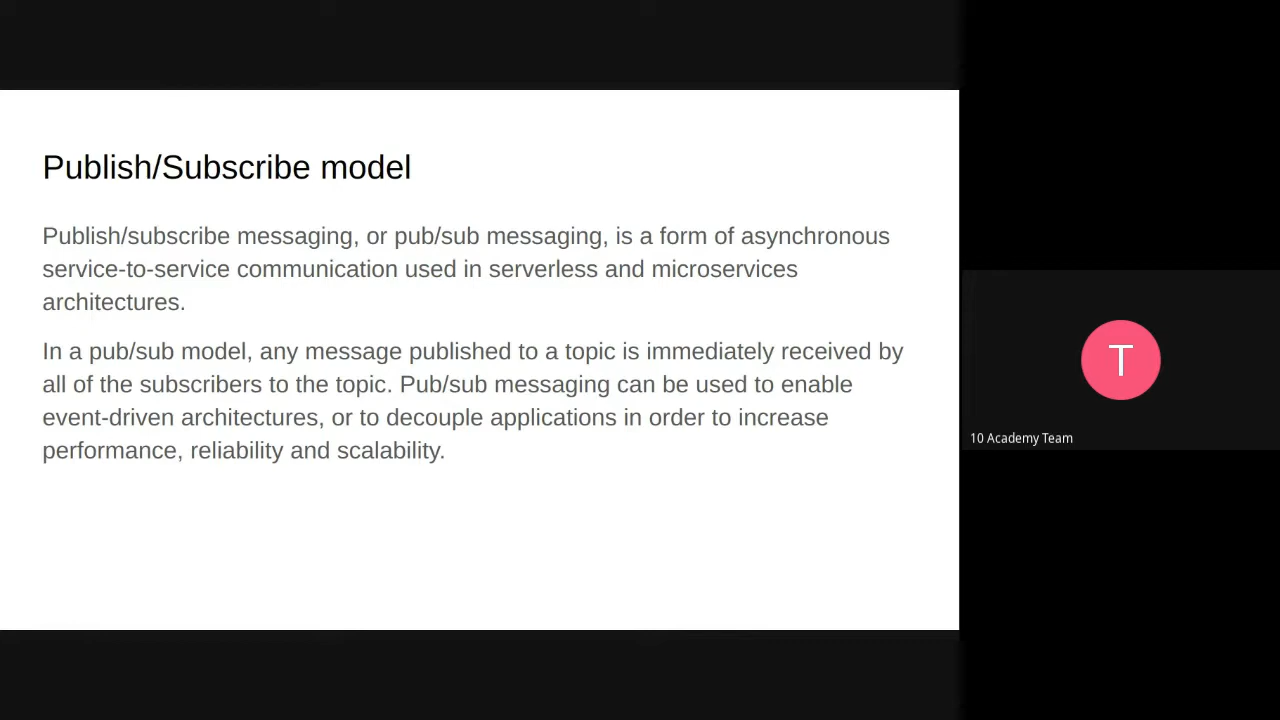 Publish/Subscribe model
Publish/subscribe messaging, or pub/sub messaging, is a form of asynchronous
service-to-service communication used in serverless and microservices
architectures.
In a pub/sub model, any message published to a topic is immediately received by
all of the subscribers to the topic. Pub/sub messaging can be used to enable
event-driven architectures, or to decouple applications in order to increase
performance, reliability and scalability.
T
10 Academy Team